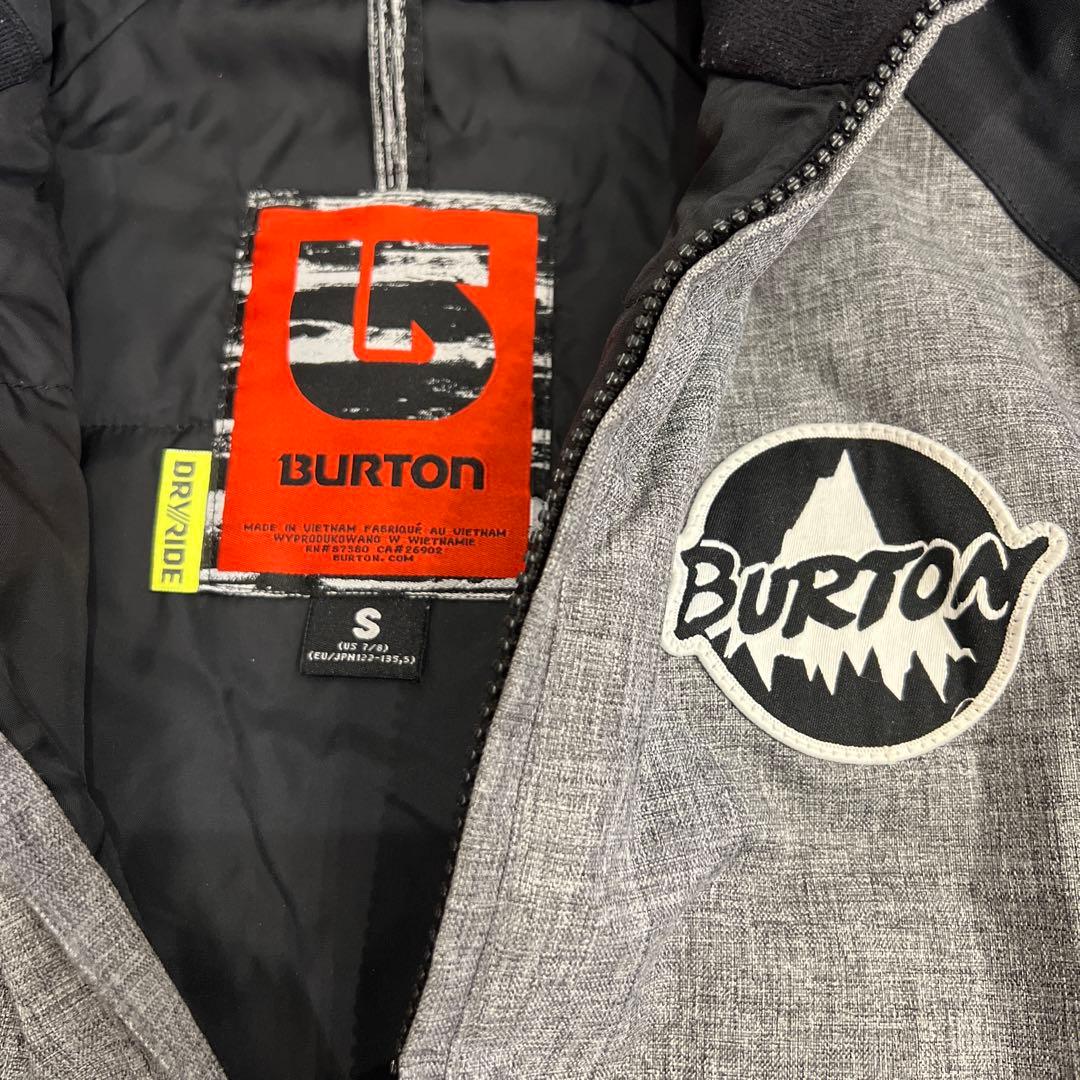 BURTON
MADE IN VIETNAM FABRIQUÉ AU VIETNAM
WYPRODUKOWANO W WIETNAMIE
RN#87380 CA#26902
BURTON.COM
DRY//RIDE
S
(US 7/8)
(EU/JPN122-135,5)
BURTON